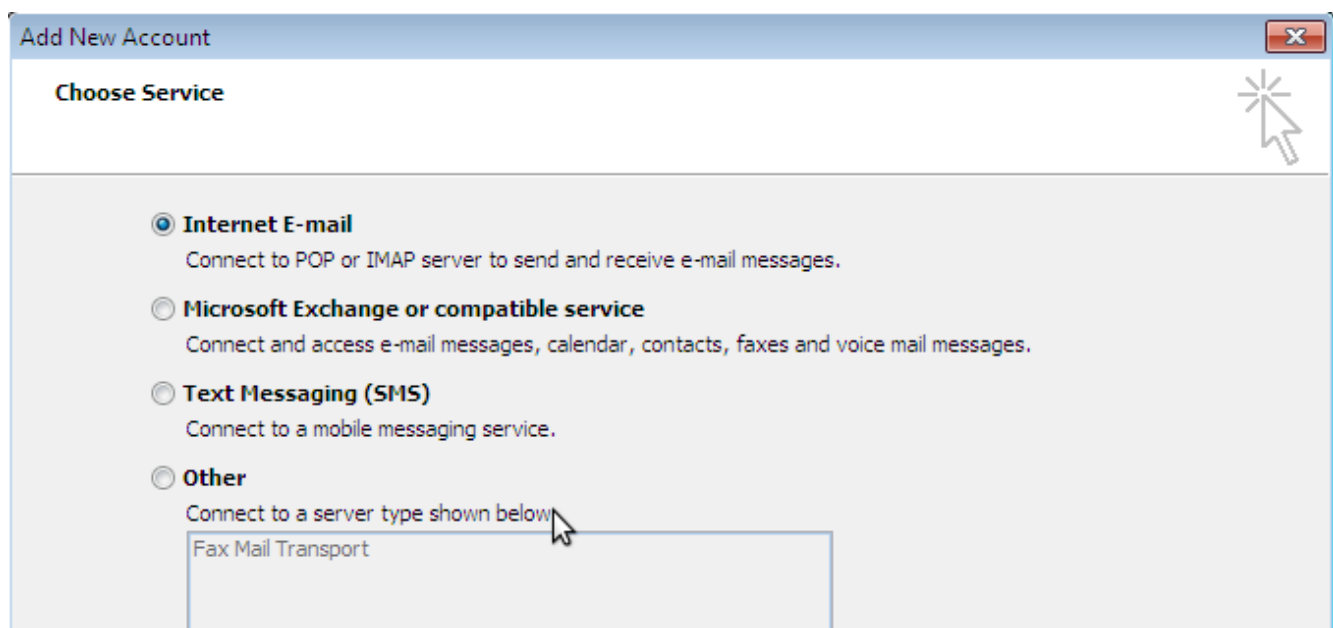 Add New Account
Choose Service
Internet E-mail
Connect to POP or IMAP server to send and receive e-mail messages.
Microsoft Exchange or compatible service
Connect and access e-mail messages, calendar, contacts, faxes and voice mail messages.
Text Messaging (SMS)
Connect to a mobile messaging service.
Other
Connect to a server type shown below
Fax Mail Transport